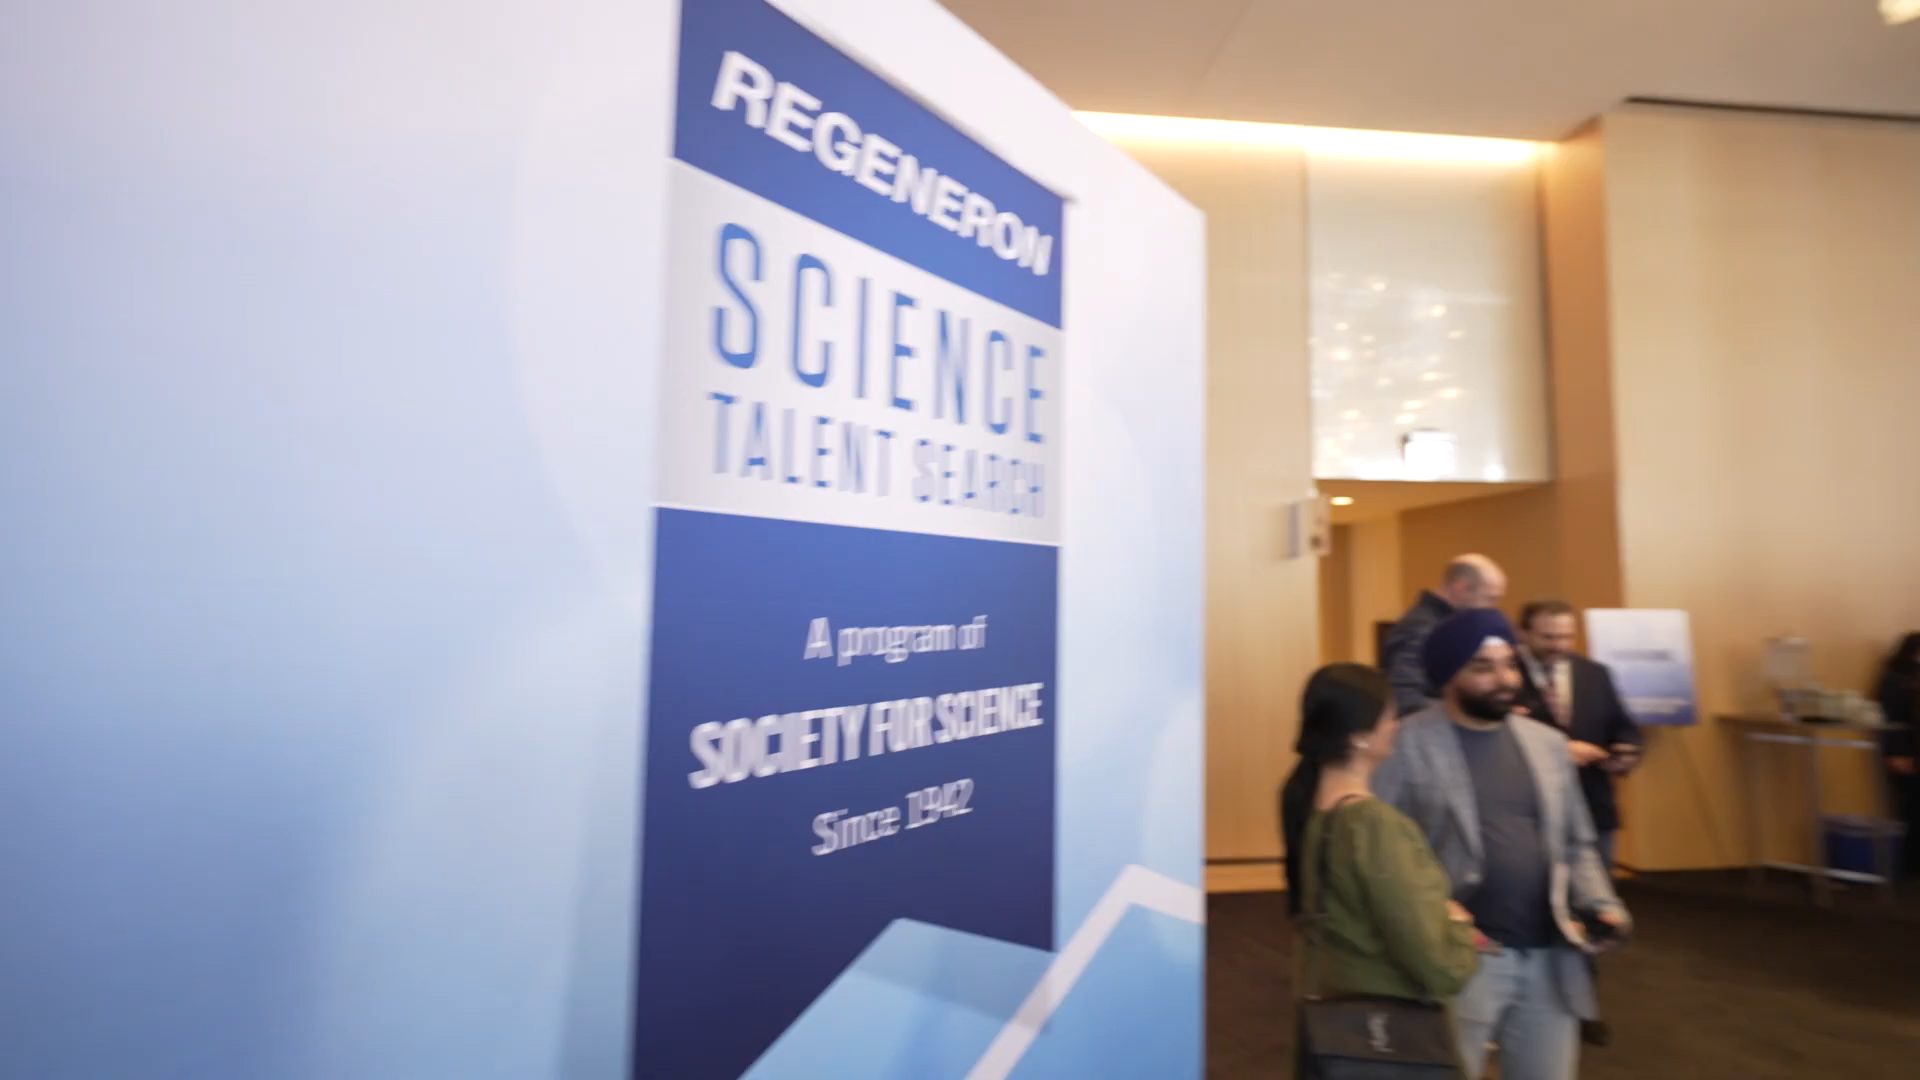 REGENERON
SCIENCE
TALENT SEARCH
A program of
SOCIETY FOR SCIENCE
Since 1942